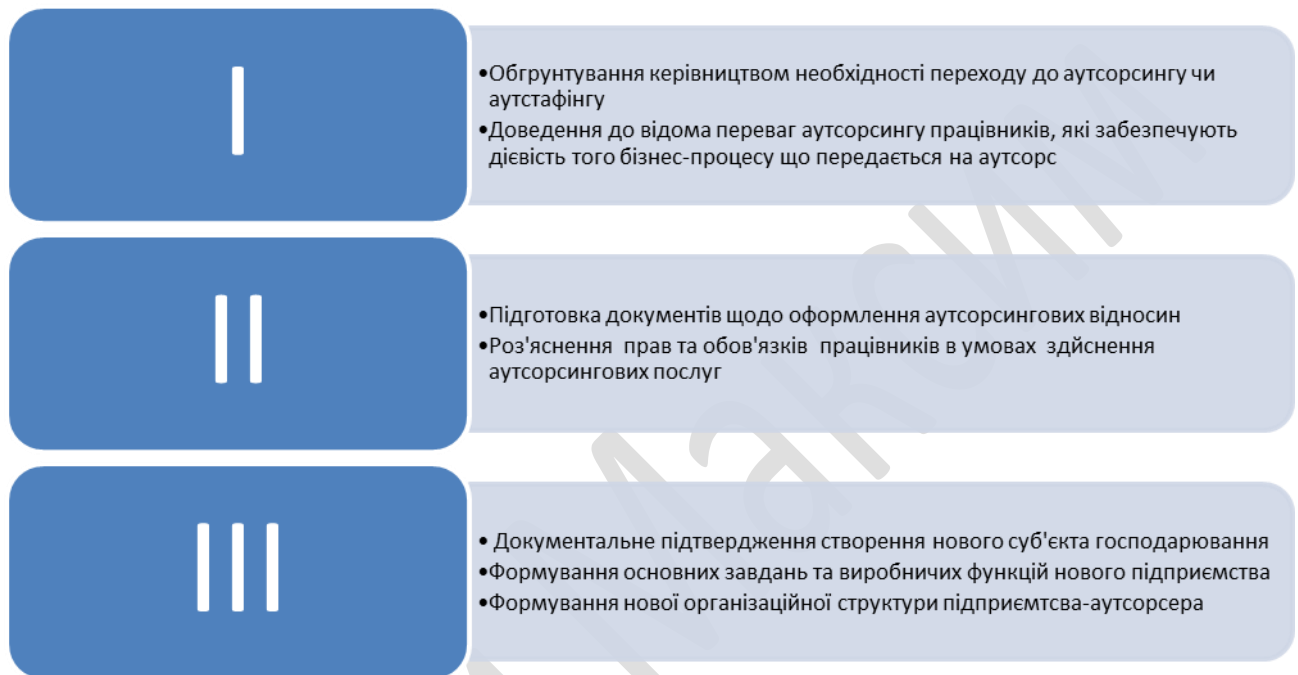 I
•Обгрунтування керівництвом необхідності переходу до аутсорсингу чи
аутстафінгу
•Доведення до відома переваг аутсорсингу працівників, які забезпечують
дієвість того бізнес-процесу що передається на аутсорс
II
•Підготовка документів щодо оформлення аутсорсингових відносин
•Роз'яснення прав та обов'язків працівників в умовах здйснення
аутсорсингових послуг
III
• Документальне підтвердження створення нового суб'єкта господарювання
•Формування основних завдань та виробничих функцій нового підприємства
•Формування нової організаційної структури підприємтсва-аутсорсера
Максим